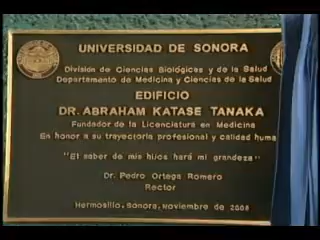 UNIVERSIDAD DE SONORA
División de Ciencias Biológicas y de la Salud
Departamento de Medicina y Ciencias de la Salud
EDIFICIO
DR. ABRAHAM KATASE TANAKA
Fundador de la Licenciatura en Medicina
En honor a su trayectoria profesional y calidad huma
"El saber de mis hijos hará mi grandeza"
Dr. Pedro Ortega Romero
Rector
Hermosillo, Sonora, Noviembre de 2008